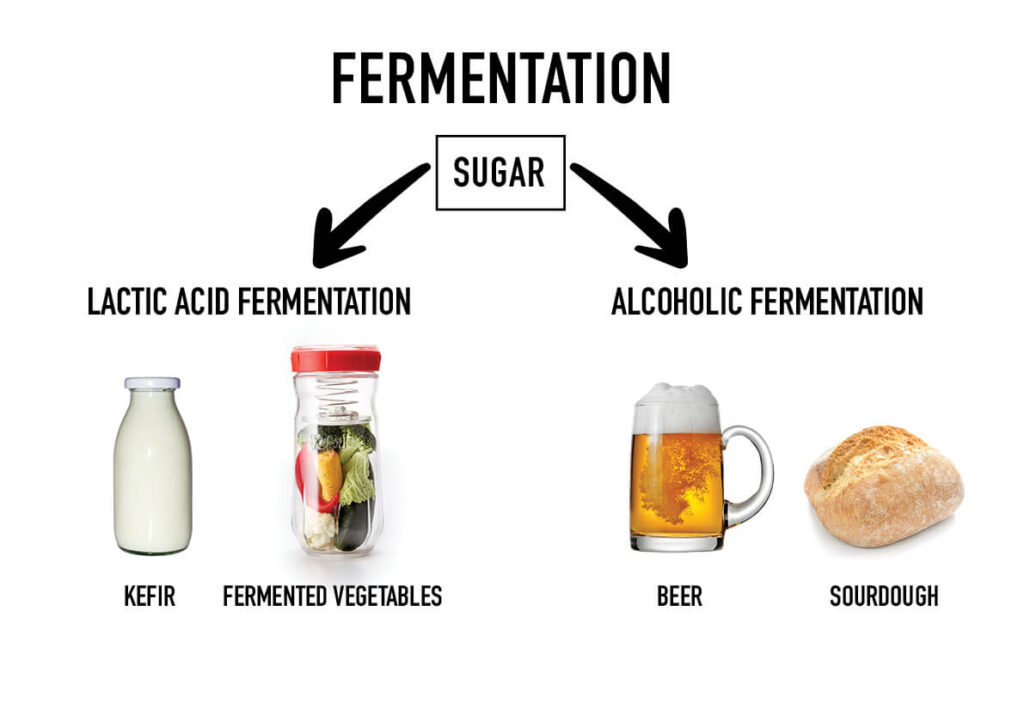 FERMENTATION
SUGAR
LACTIC ACID FERMENTATION
ALCOHOLIC FERMENTATION
KEFIR
FERMENTED VEGETABLES
BEER
SOURDOUGH